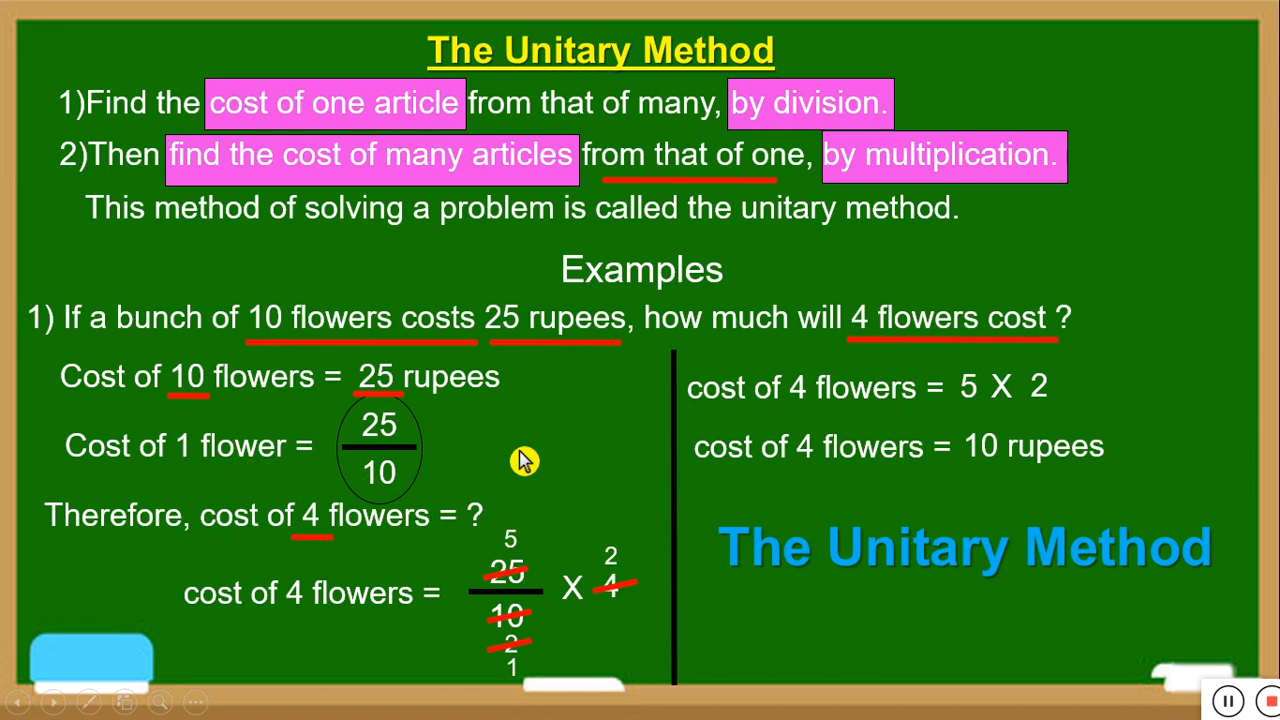 The Unitary Method
1)Find the cost of one article from that of many, by division.
2)Then find the cost of many articles from that of one, by multiplication.
This method of solving a problem is called the unitary method.
Examples
1) If a bunch of 10 flowers costs 25 rupees, how much will 4 flowers cost ?
Cost of 10 flowers = 25 rupees
Cost of 1 flower = 25/10
Therefore, cost of 4 flowers = ?
5
2
cost of 4 flowers = 25/10 X 4
2
1
cost of 4 flowers = 5 X 2
cost of 4 flowers = 10 rupees
The Unitary Method